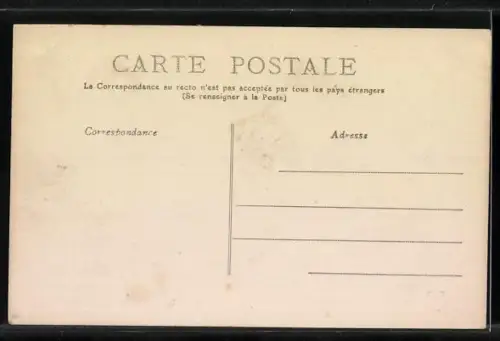 CARTE POSTALE
La Correspondance au recto n'est pas acceptée par tous les pays étrangers
(Se renseigner à la Poste)
Correspondance
Adresse